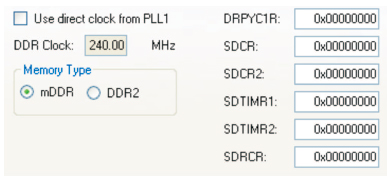 Use direct clock from PLL1
DDR Clock: 240.00 MHz
Memory Type
mDDR DDR2
DRPYC1R: 0x00000000
SDCR: 0x00000000
SDCR2: 0x00000000
SDTIMR1: 0x00000000
SDTIMR2: 0x00000000
SDRCR: 0x00000000